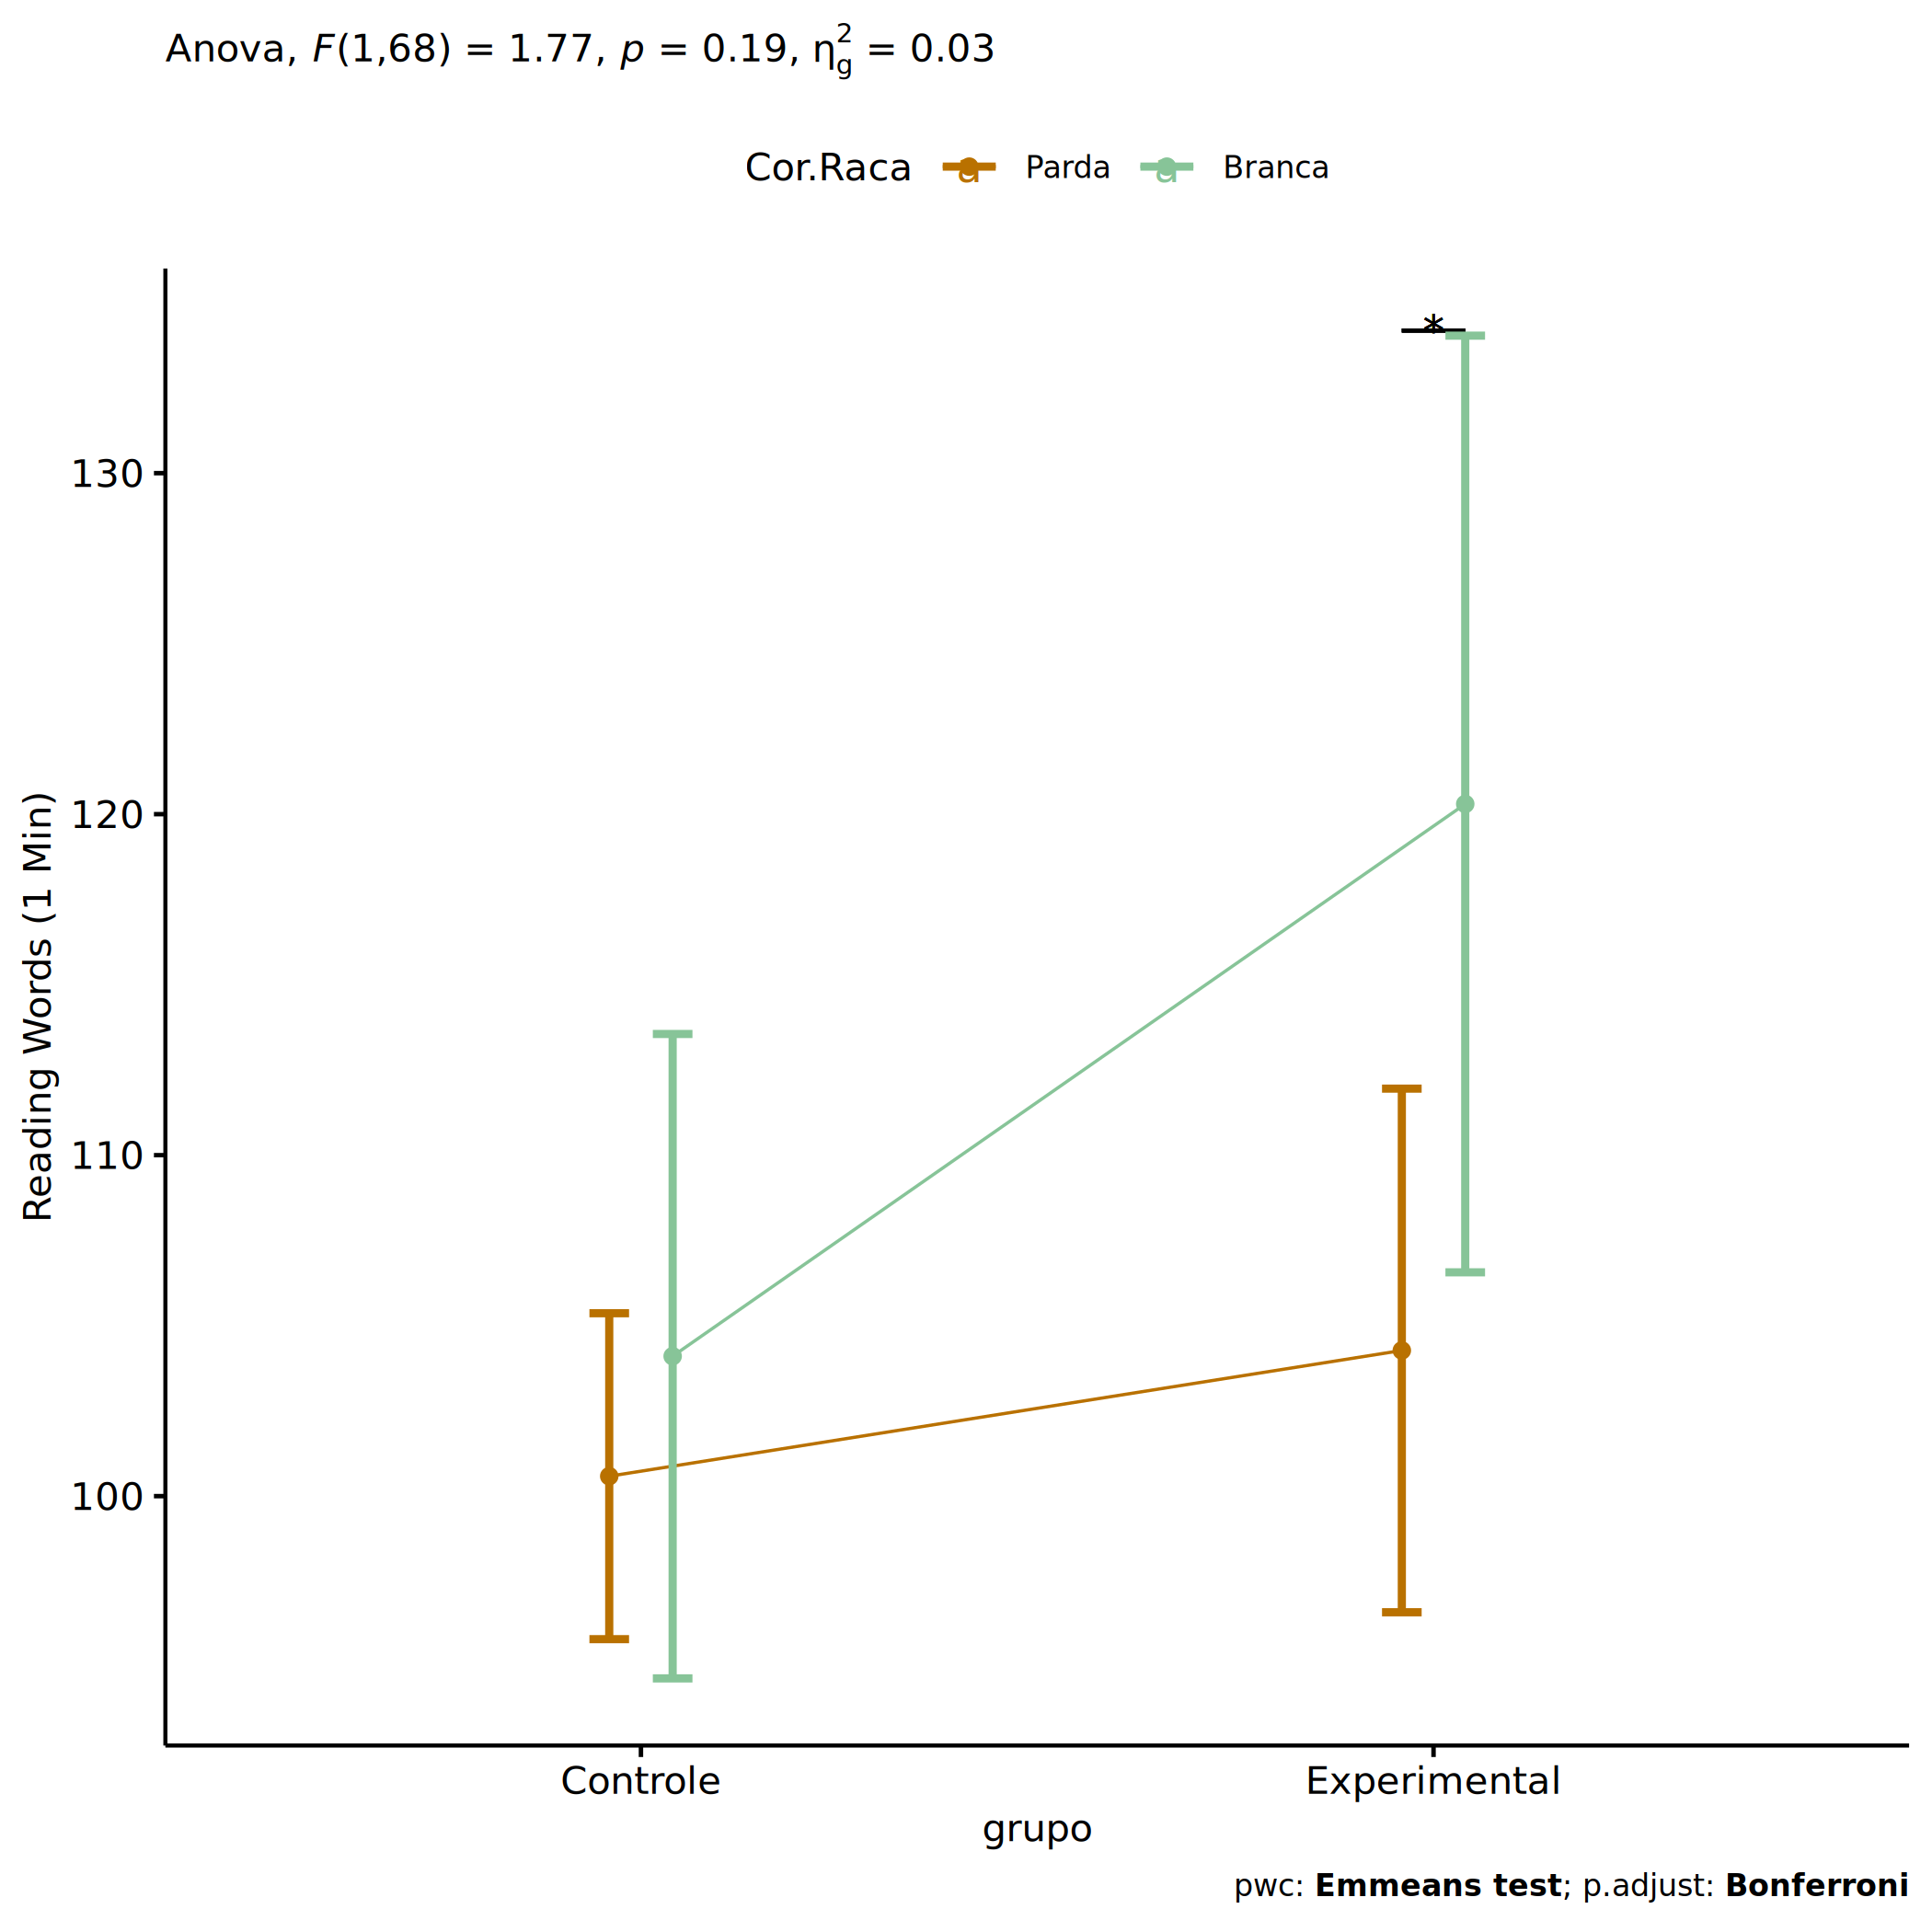 Anova, F(1,68) = 1.77, p = 0.19, η²g = 0.03
Cor.Raca a Parda a Branca
*
130
120
110
100
Reading Words (1 Min)
Controle Experimental
grupo
pwc: Emmeans test; p.adjust: Bonferroni